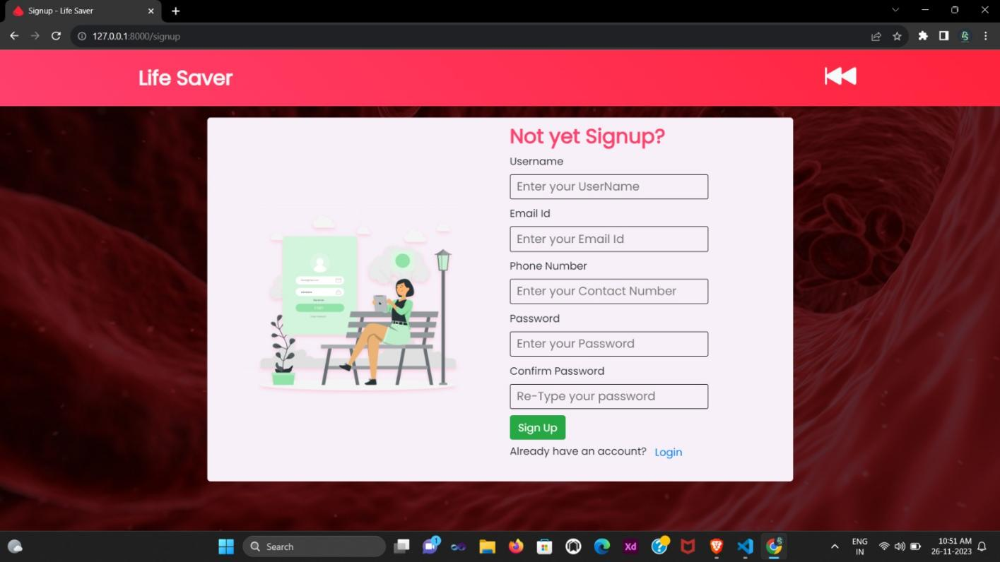 Signup - Life Saver
127.0.0.1:8000/signup
Life Saver
Not yet Signup?
Username
Enter your UserName
Email Id
Enter your Email Id
Phone Number
Enter your Contact Number
Password
Enter your Password
Confirm Password
Re-Type your password
Sign Up
Already have an account? Login
Search
1
Xd
ENG
IN
10:51 AM
26-11-2023